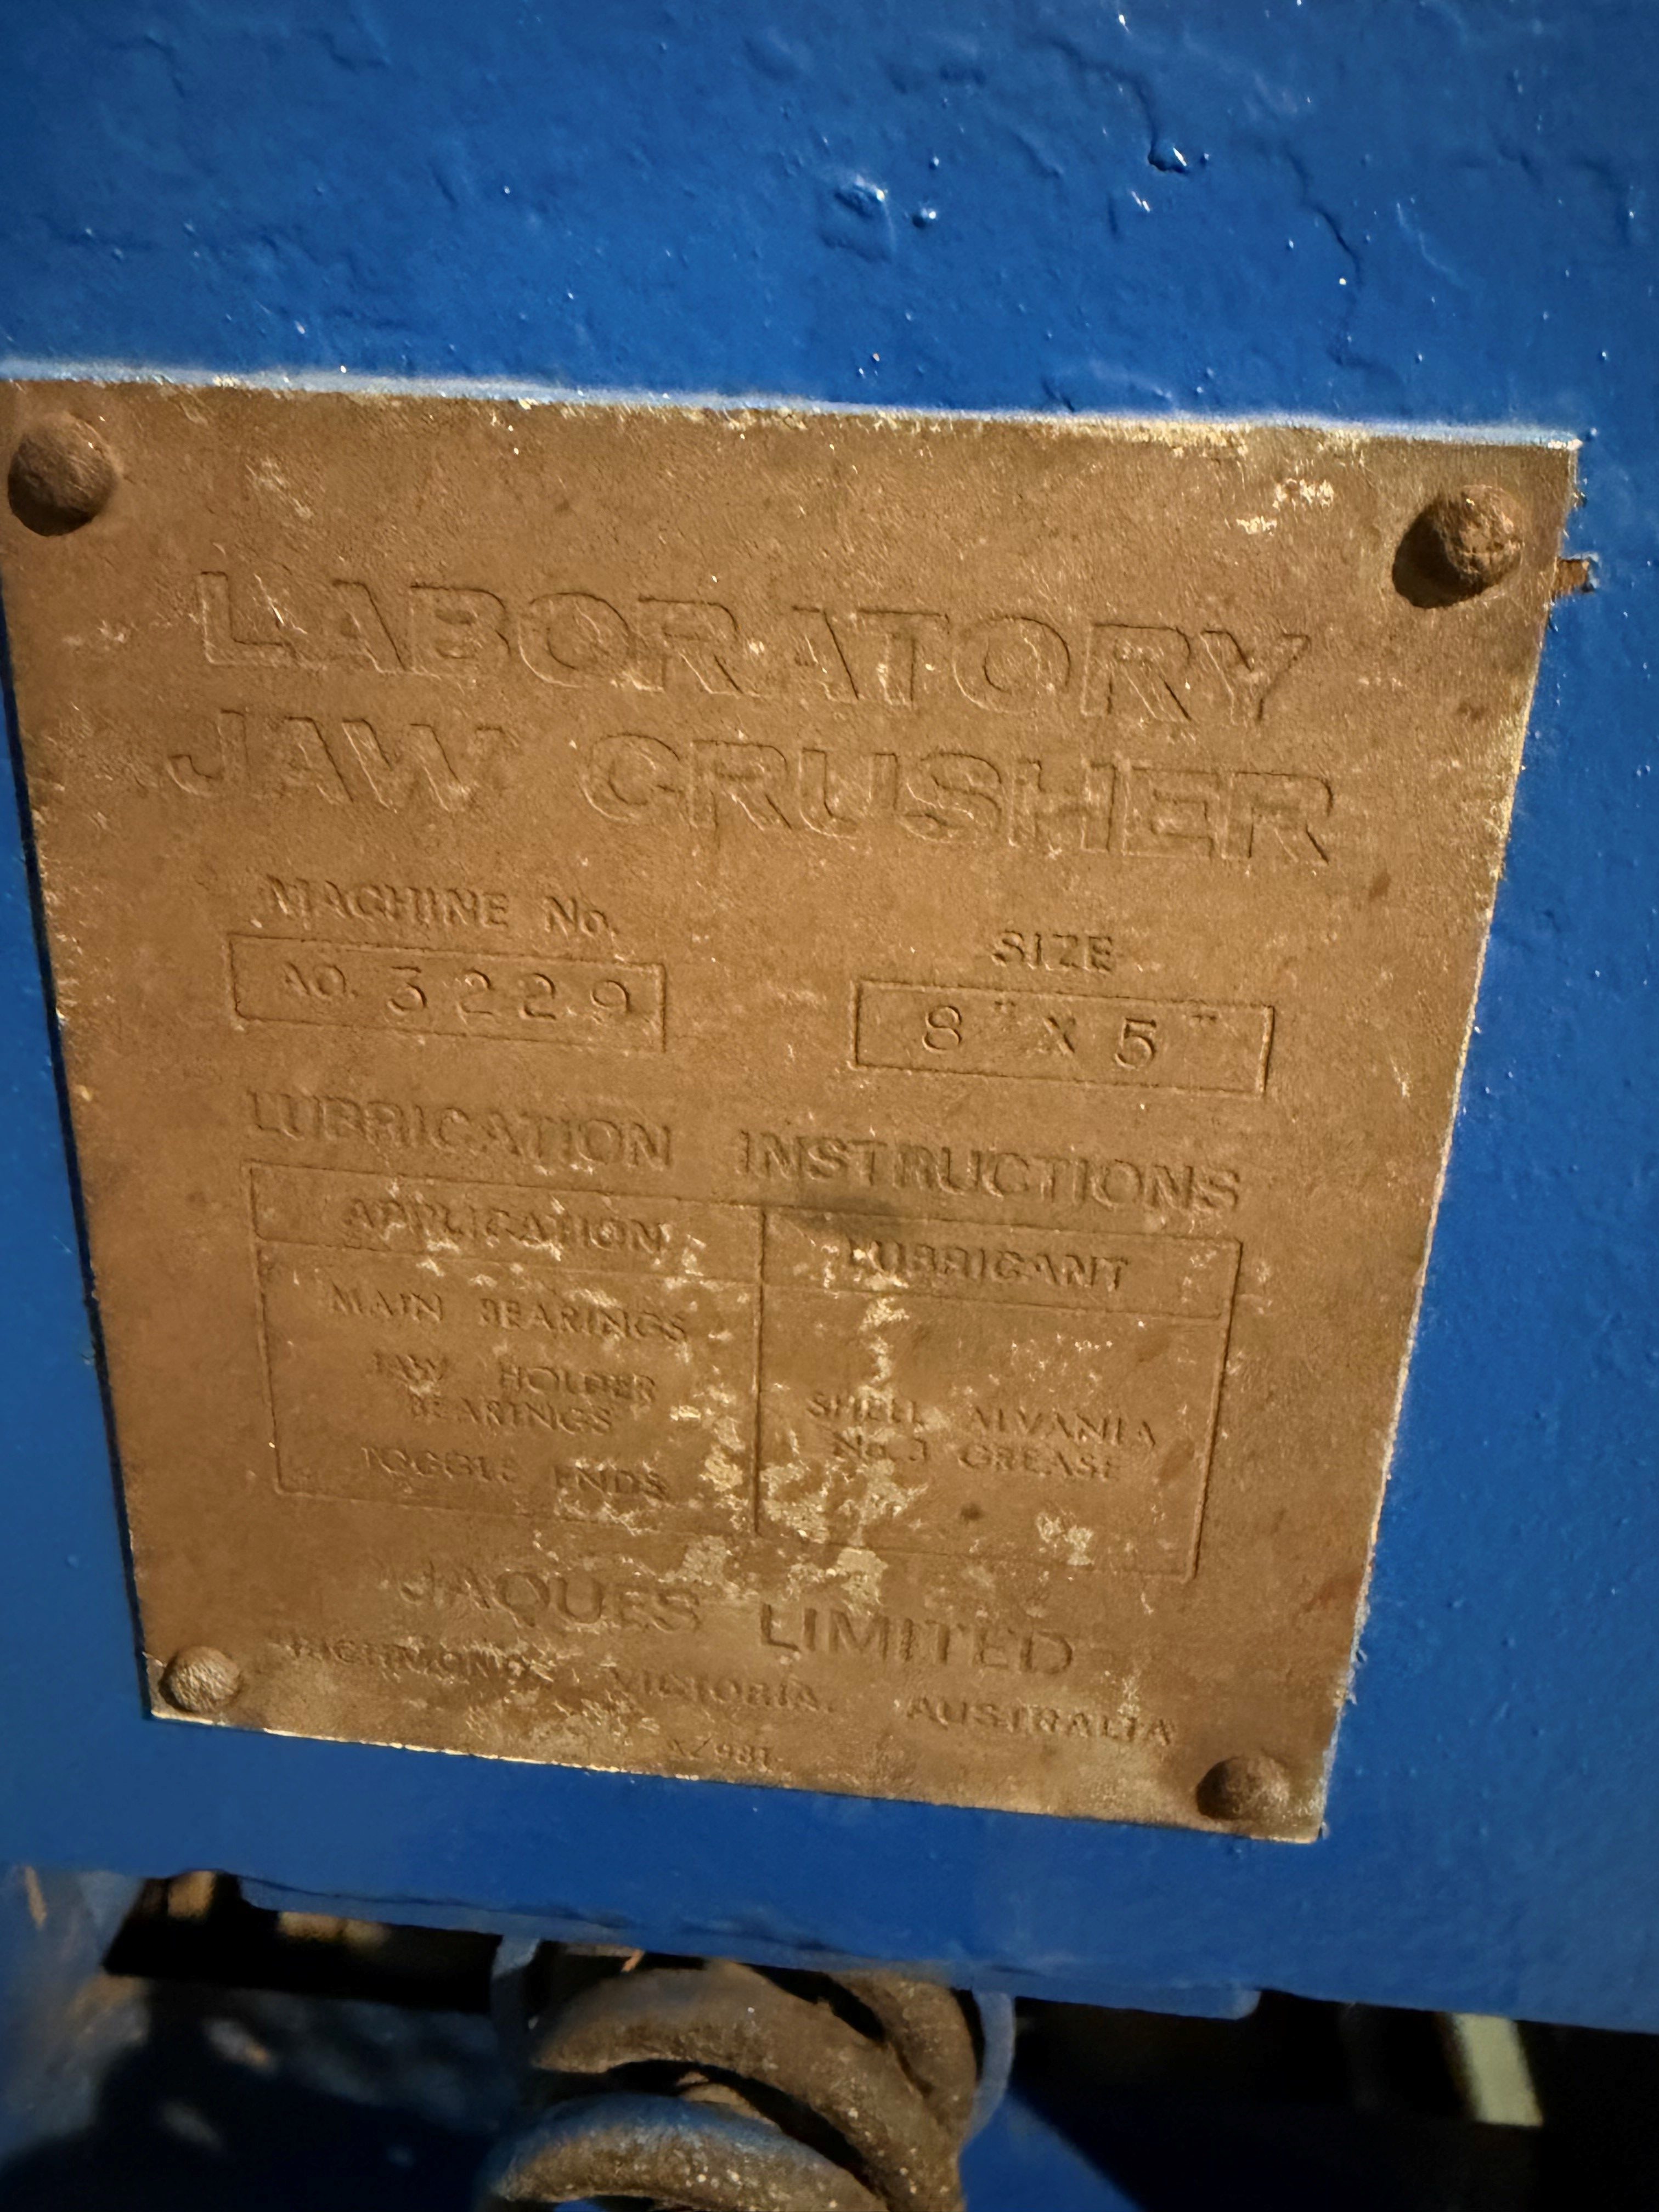 LABORATORY
JAW CRUSHER
MACHINE No.
AO. 3229
SIZE
8" X 5"
LUBRICATION INSTRUCTIONS
APPLICATION
LUBRICANT
MAIN BEARINGS
JAW HOLDER
BEARINGS
TOGGLE ENDS
SHELL ALVANIA
No. 3 GREASE
JAQUES LIMITED
RICHMOND, VICTORIA, AUSTRALIA